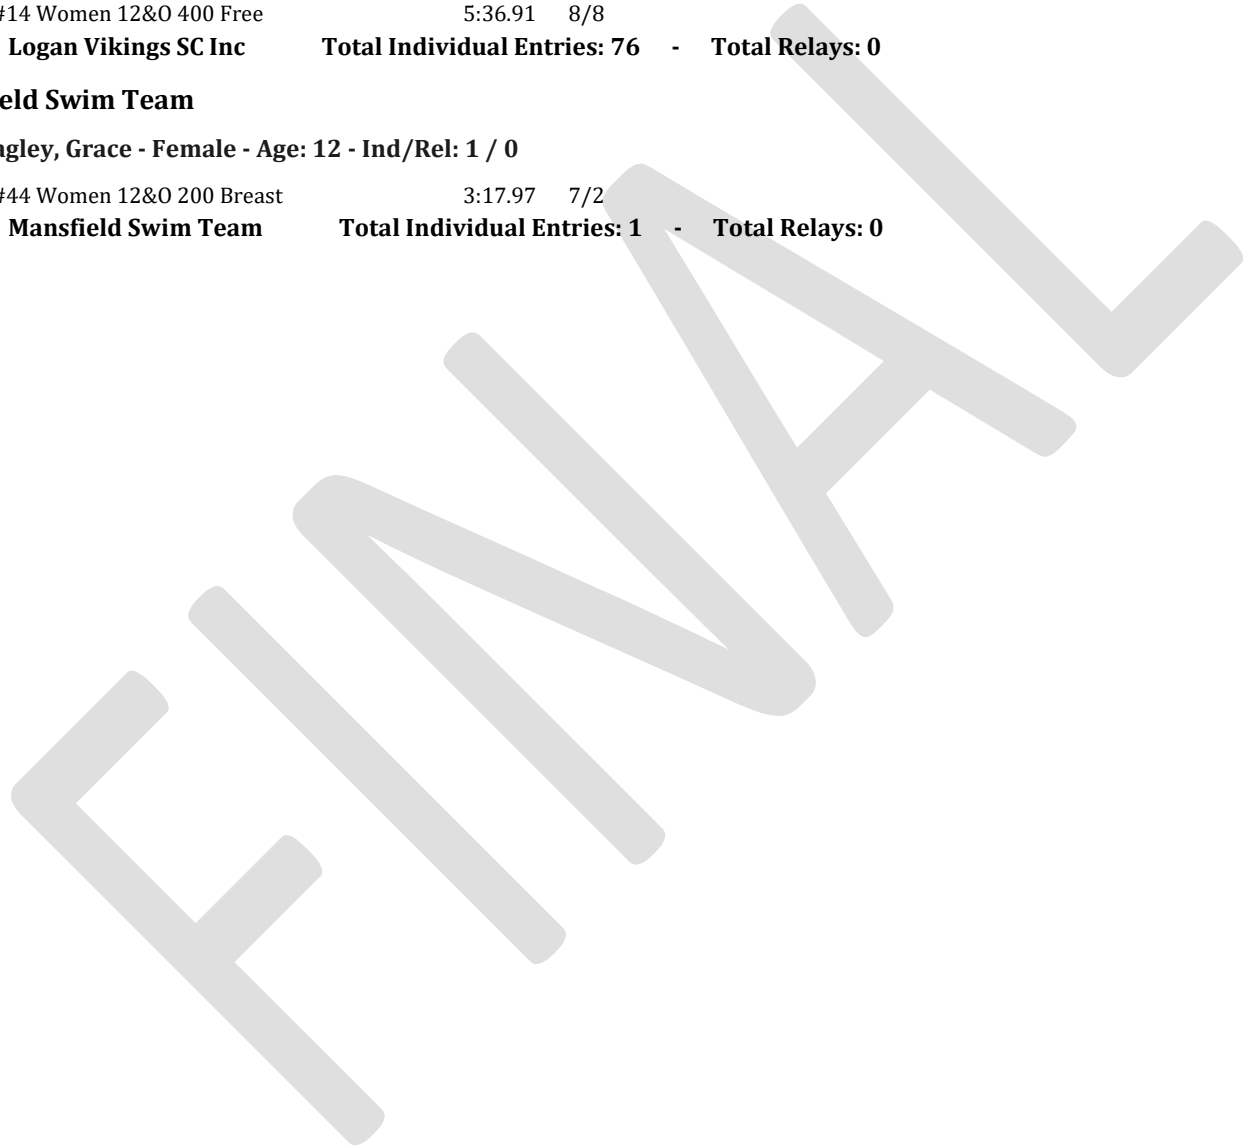 #14 Women 12&O 400 Free 5:36.91 8/8
Logan Vikings SC Inc Total Individual Entries: 76 - Total Relays: 0
eld Swim Team
agley, Grace - Female - Age: 12 - Ind/Rel: 1 / 0
#44 Women 12&O 200 Breast 3:17.97 7/2
Mansfield Swim Team Total Individual Entries: 1 - Total Relays: 0
FINAL